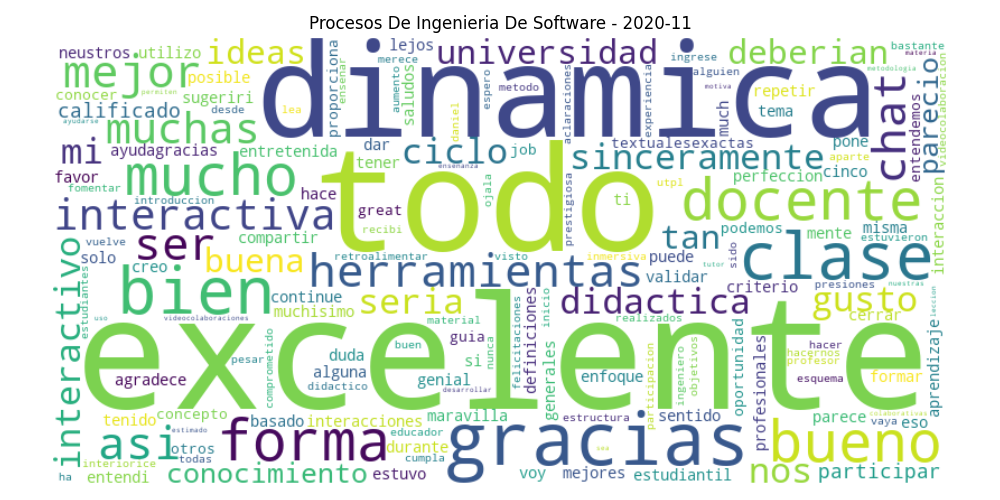 Procesos De Ingenieria De Software - 2020-11
neustros utilizo ideas dinamica lejos universidad deberian bastante
materia
mejor posible proporciona ensenar merece aumento saludos espero metodo ingrese alguien metodologia
conocer perciten sugeriri desde lea daniel aclaraciones experiencia motiva much repetir chat parecio videocolaboracion
calificado ayudarse muchas tema entendemos
mi ayudagracias entretenida dar ciclo job textualesexactas pone
favor mucho tener enseñanza sinceramente perfeccion aparte cinco
fomentar introduccion hace todo ojala prestigiosa utpl ti docente interaccion
interactiva great recibi podemos mente misma
interactivo vuelve ser compartir retroalimentar visto inmersiva tan sido clase estuvieron
solo creo buena herramientas puede validar tutor
estudiantes bien continue seria didactica criterio presiones nuestras
muchisimo definiciones gusto leccion
uso videocolaboraciones excelente material felicitaciones inicio realizados cerrar
comprometido pesar duda buen guia si nunca generales participacion ingeniero objetivos oportunidad profesionales hacer hacernos profesor aprendizaje
agradece alguna didactico genial desarrollar enfoque esquema formar
tenido concepto basado interacciones maravilla estructura sentido parece vaya eso colaborativas
asi estimado forma educador gracias sea bueno
otros todas durante cumpla
interiorice
ha entendi conocimiento estuvo voy mejores estudiantil nos participar